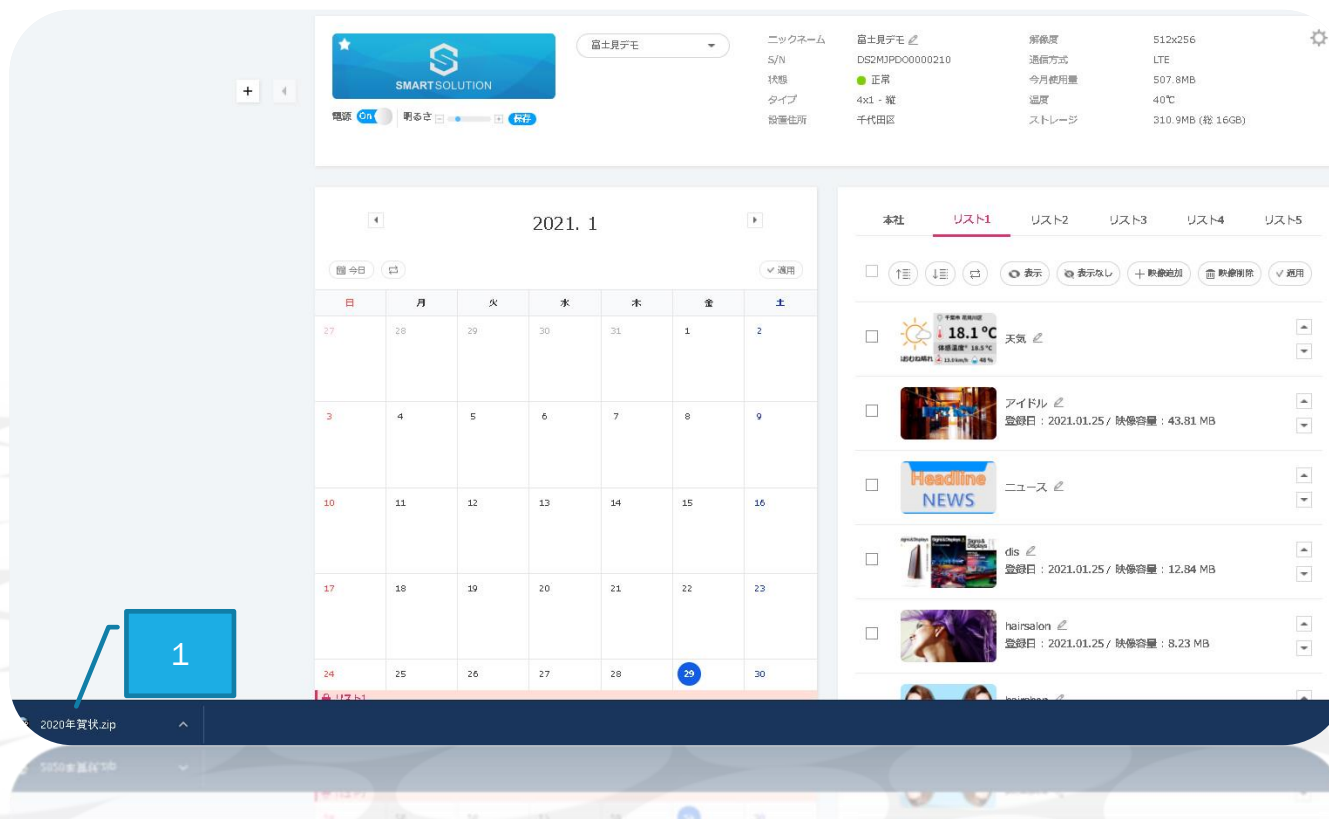 SMARTSOLUTION
電源 On 明るさ 保存
富士見デモ
ニックネーム 富士見デモ
S/N DS2MJPDO0000210
状態 正常
タイプ 4x1 - 縦
設置住所 千代田区
解像度 512x256
通信方式 LTE
今月使用量 507.8MB
温度 40℃
ストレージ 310.9MB (総 16GB)
2021. 1
今日 適用
日 月 火 水 木 金 土
27 28 29 30 31 1 2
3 4 5 6 7 8 9
10 11 12 13 14 15 16
17 18 19 20 21 22 23
24 25 26 27 28 29 30
リスト1
本社 リスト1 リスト2 リスト3 リスト4 リスト5
表示 表示なし 映像追加 映像削除 適用
18.1 °C
体感温度° 18.5 °C
48 %
天気
アイドル
登録日 : 2021.01.25 / 映像容量 : 43.81 MB
Headline
NEWS
ニュース
Signs&
Displays
dis
登録日 : 2021.01.25 / 映像容量 : 12.84 MB
hairsalon
登録日 : 2021.01.25 / 映像容量 : 8.23 MB
1
2020年賀状.zip